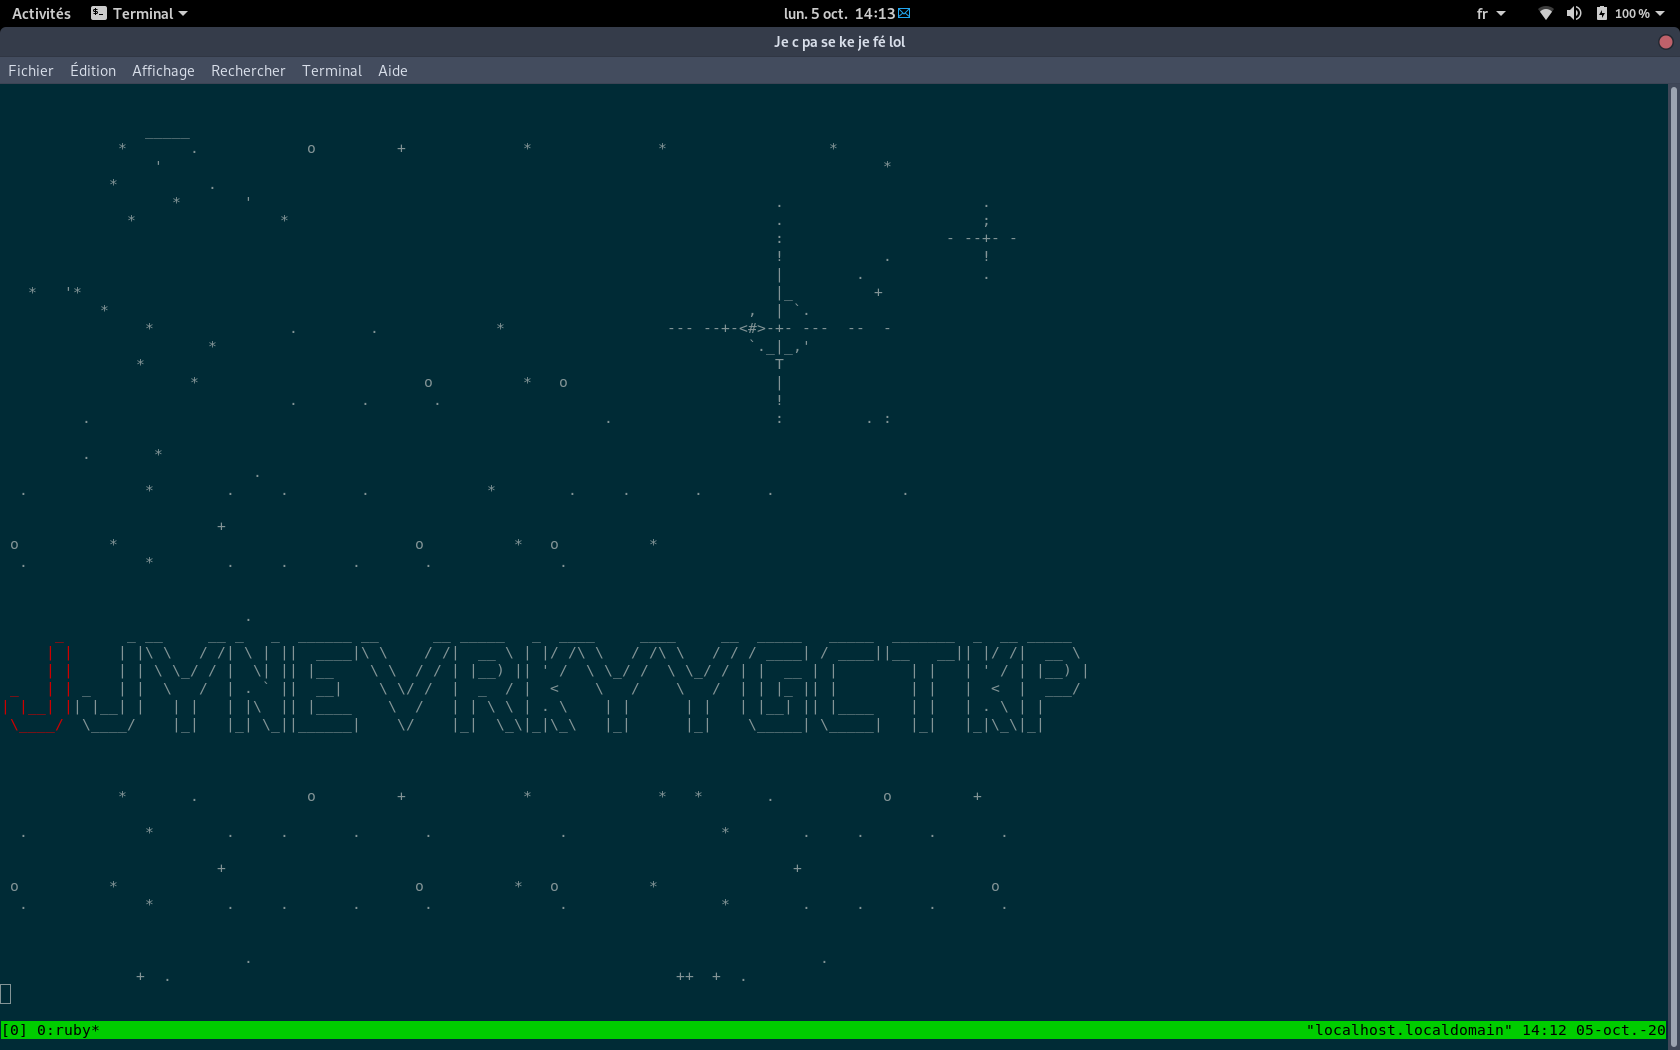 Activités Terminal lun. 5 oct. 14:13 fr 100 %
Je c pa se ke je fé lol
Fichier Édition Affichage Rechercher Terminal Aide
JJYNEVRKYYGCTKP
[0] 0:ruby* "localhost.localdomain" 14:12 05-oct.-20